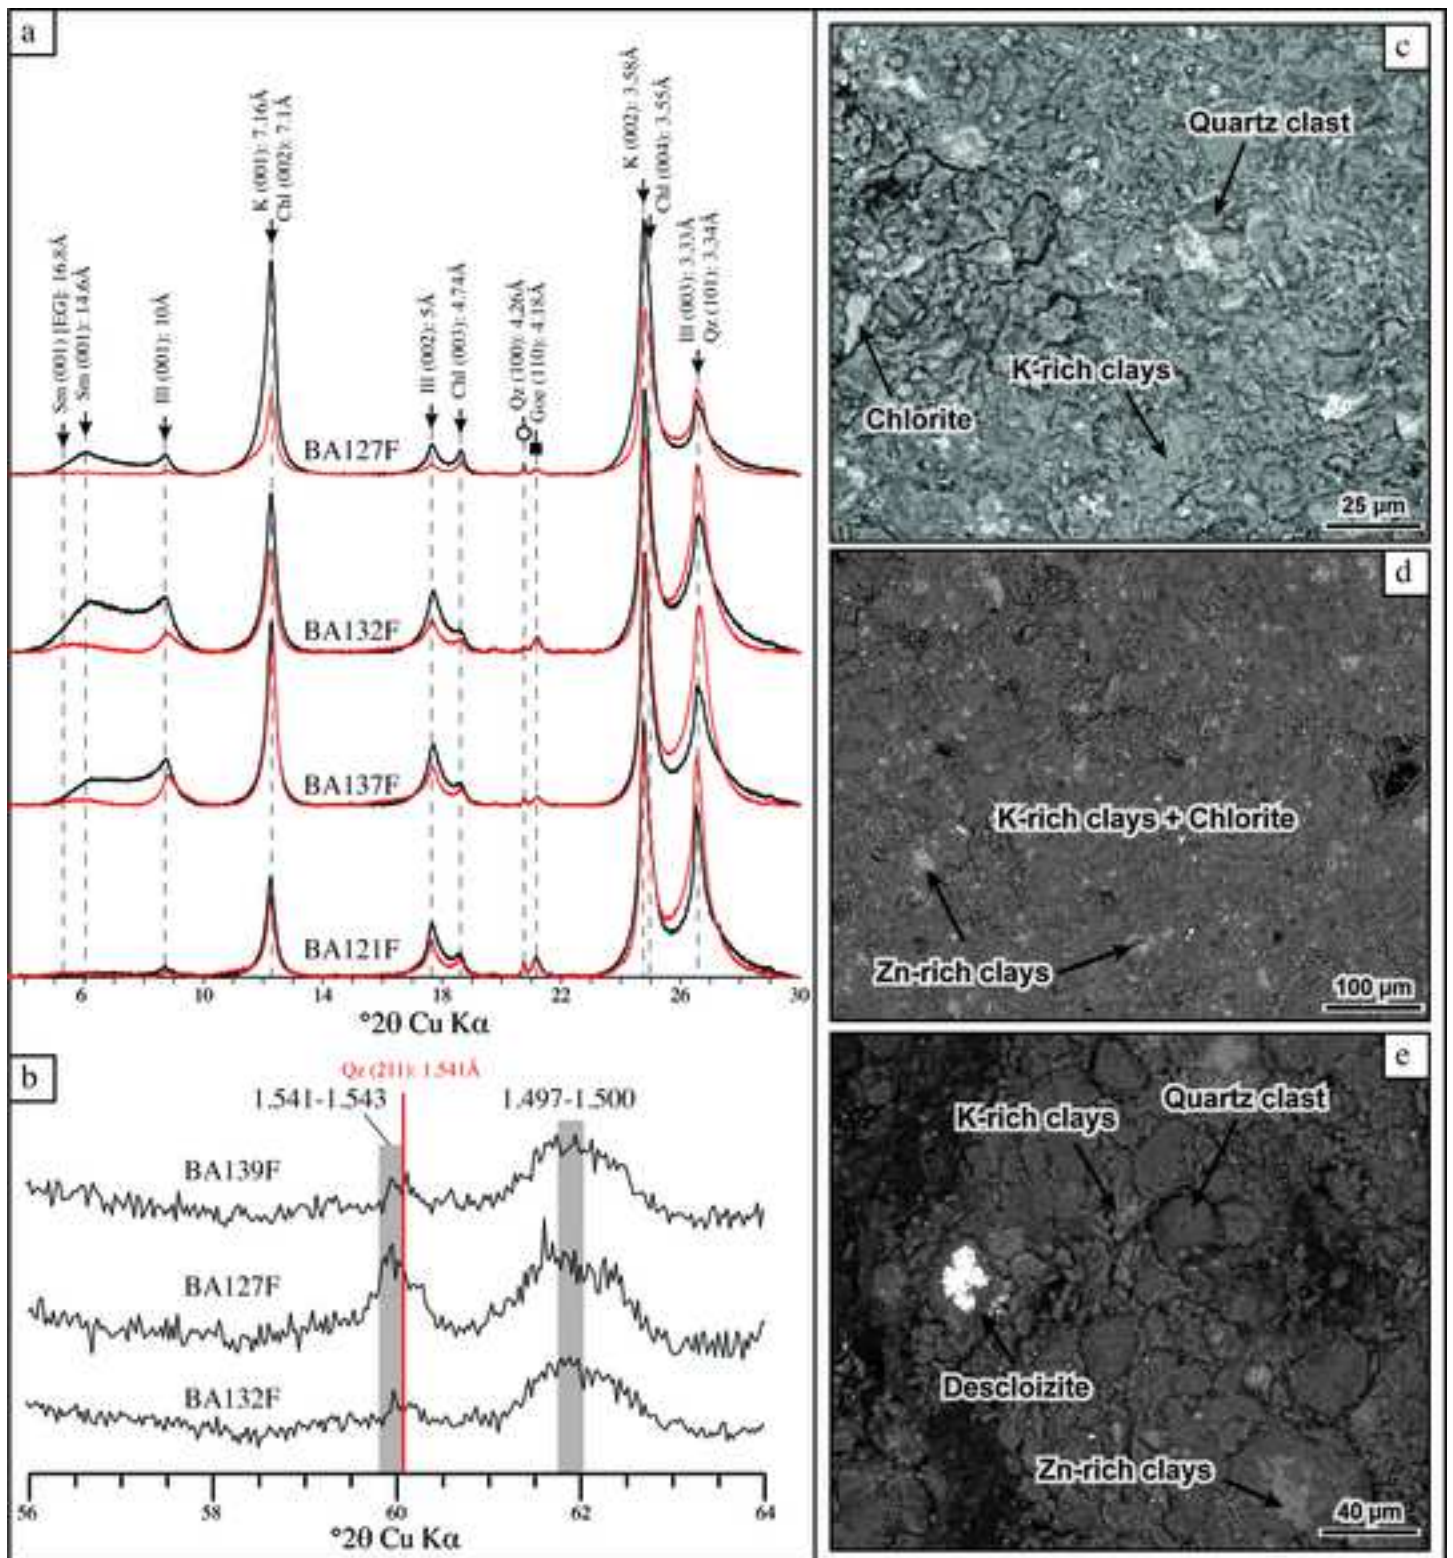 a
Sm (001) [EG]: 16.8Å
Sm (001): 14.6Å
Ill (001): 10Å
K (001): 7.16Å
Chl (002): 7.1Å
Ill (002): 5Å
Chl (003): 4.74Å
Qz (100): 4.26Å
Goe (110): 4.18Å
K (002): 3.58Å
Chl (004): 3.55Å
Ill (003): 3.33Å
Qz (101): 3.34Å
BA127F
BA132F
BA137F
BA121F
6 10 14 18 22 26 30
°2θ Cu Kα
b
Qz (211): 1.541Å
1.541-1.543 1.497-1.500
BA139F
BA127F
BA132F
56 58 60 62 64
°2θ Cu Kα
c
Quartz clast
K-rich clays
Chlorite
25 µm
d
K-rich clays + Chlorite
Zn-rich clays
100 µm
e
Quartz clast
K-rich clays
Descloizite
Zn-rich clays
40 µm